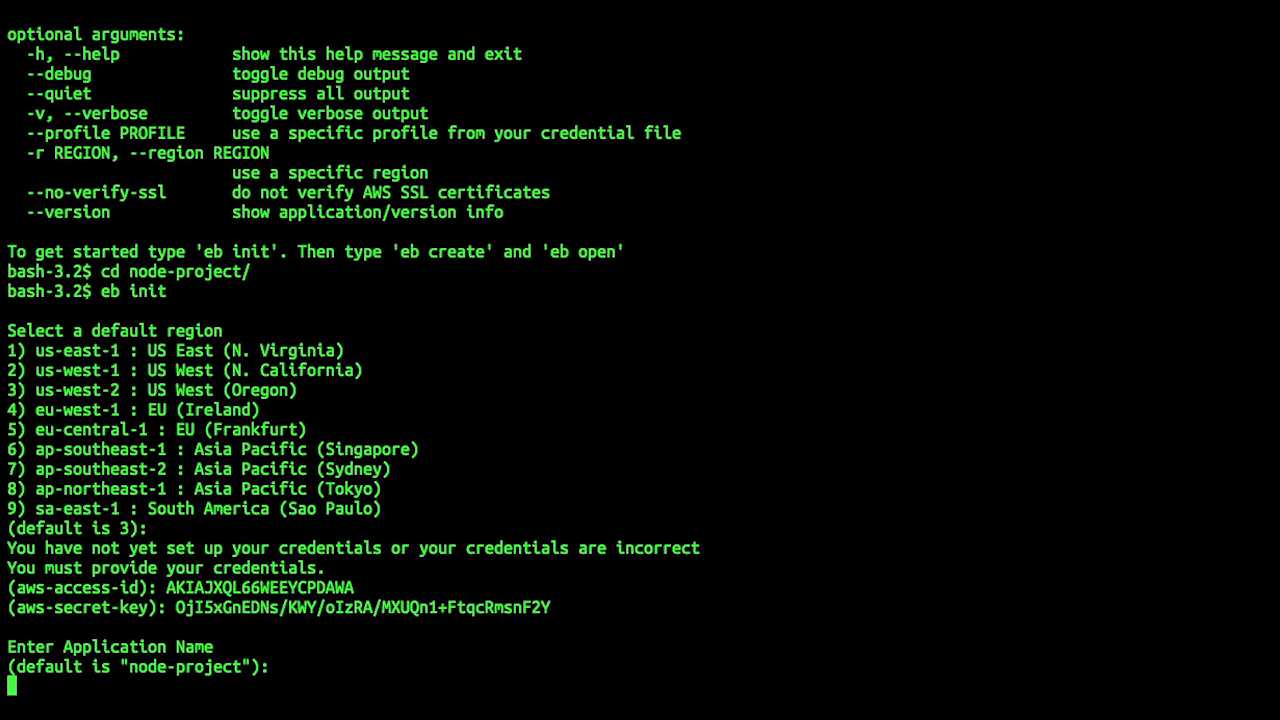 optional arguments:
  -h, --help            show this help message and exit
  --debug               toggle debug output
  --quiet               suppress all output
  -v, --verbose         toggle verbose output
  --profile PROFILE     use a specific profile from your credential file
  -r REGION, --region REGION
                        use a specific region
  --no-verify-ssl       do not verify AWS SSL certificates
  --version             show application/version info
To get started type 'eb init'. Then type 'eb create' and 'eb open'
bash-3.2$ cd node-project/
bash-3.2$ eb init
Select a default region
1) us-east-1 : US East (N. Virginia)
2) us-west-1 : US West (N. California)
3) us-west-2 : US West (Oregon)
4) eu-west-1 : EU (Ireland)
5) eu-central-1 : EU (Frankfurt)
6) ap-southeast-1 : Asia Pacific (Singapore)
7) ap-southeast-2 : Asia Pacific (Sydney)
8) ap-northeast-1 : Asia Pacific (Tokyo)
9) sa-east-1 : South America (Sao Paulo)
(default is 3):
You have not yet set up your credentials or your credentials are incorrect
You must provide your credentials.
(aws-access-id): AKIAJXQL66WEEYCPDAWA
(aws-secret-key): OjI5xGnEDNs/KWY/oIzRA/MXUQn1+FtqcRmsnF2Y
Enter Application Name
(default is "node-project"):